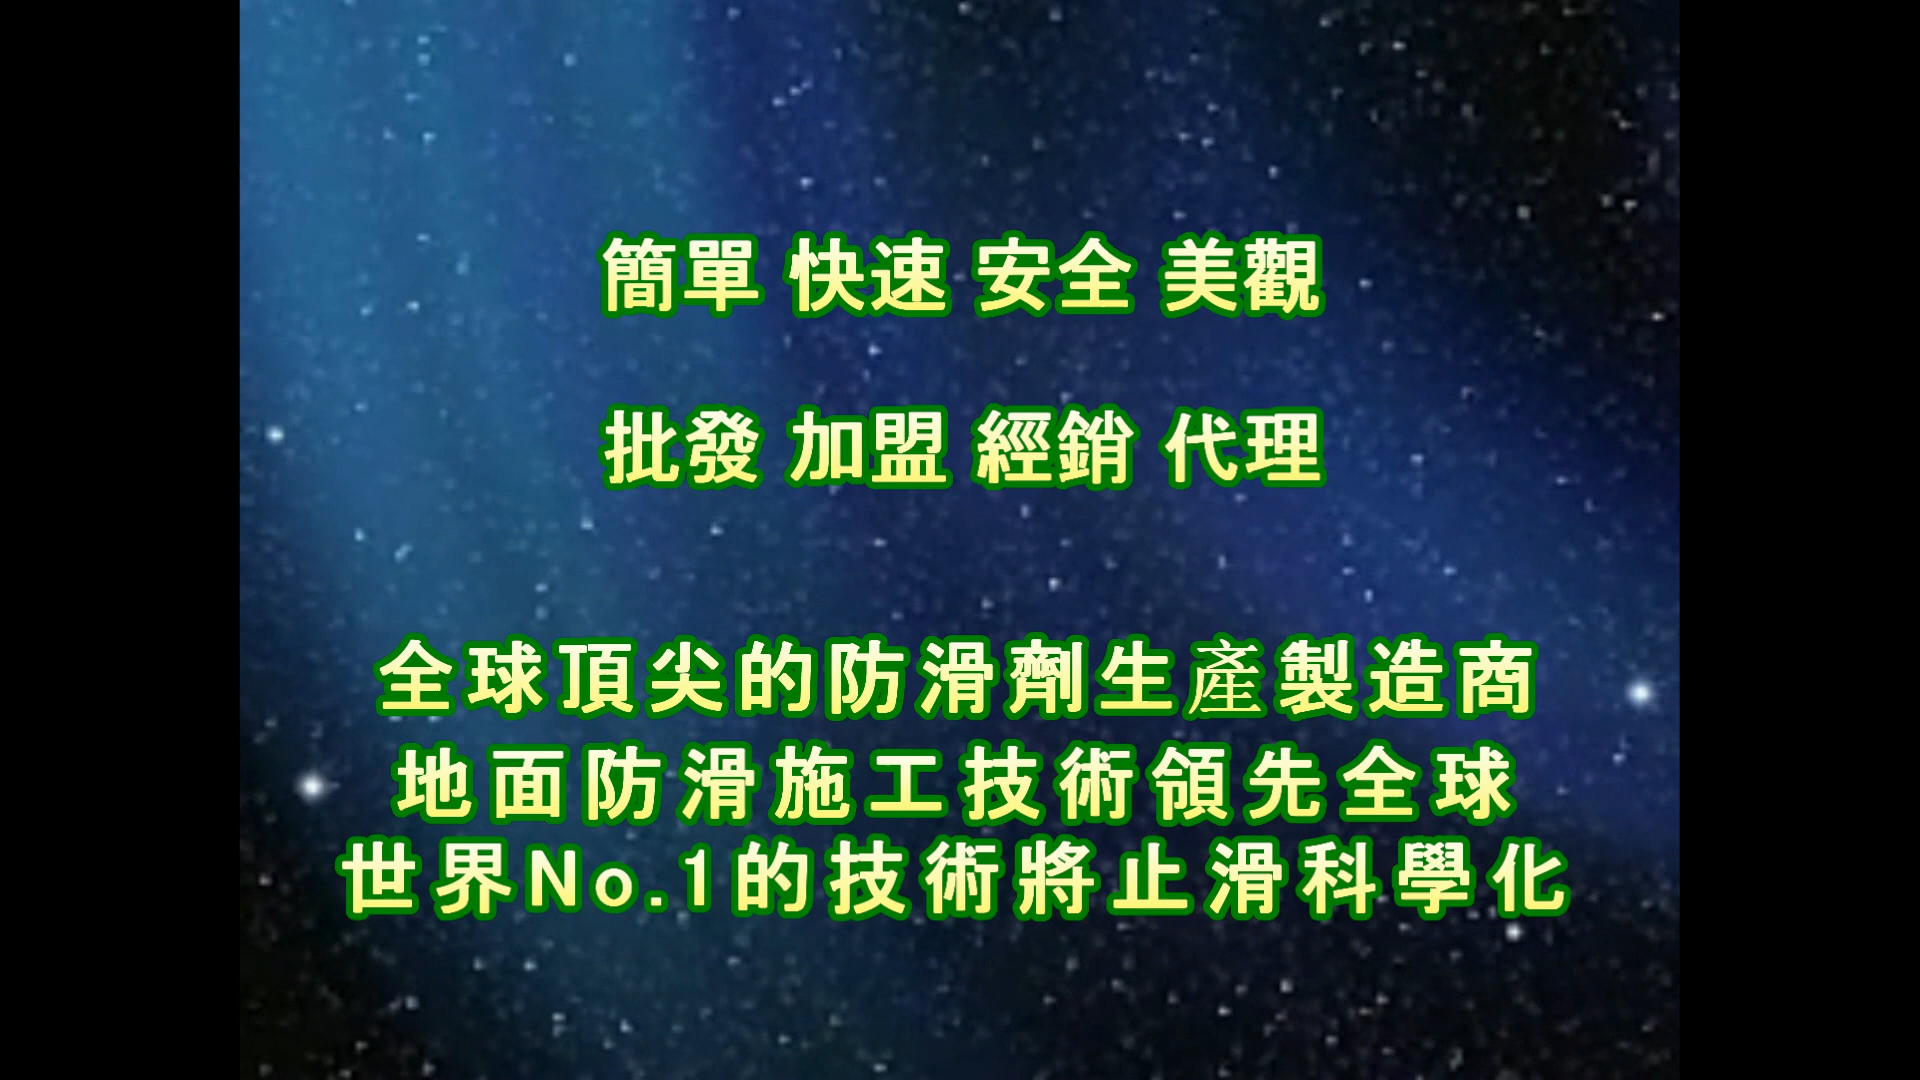 簡單 快速 安全 美觀
批發 加盟 經銷 代理
全球頂尖的防滑劑生產製造商
地面防滑施工技術領先全球
世界No.1的技術將止滑科學化